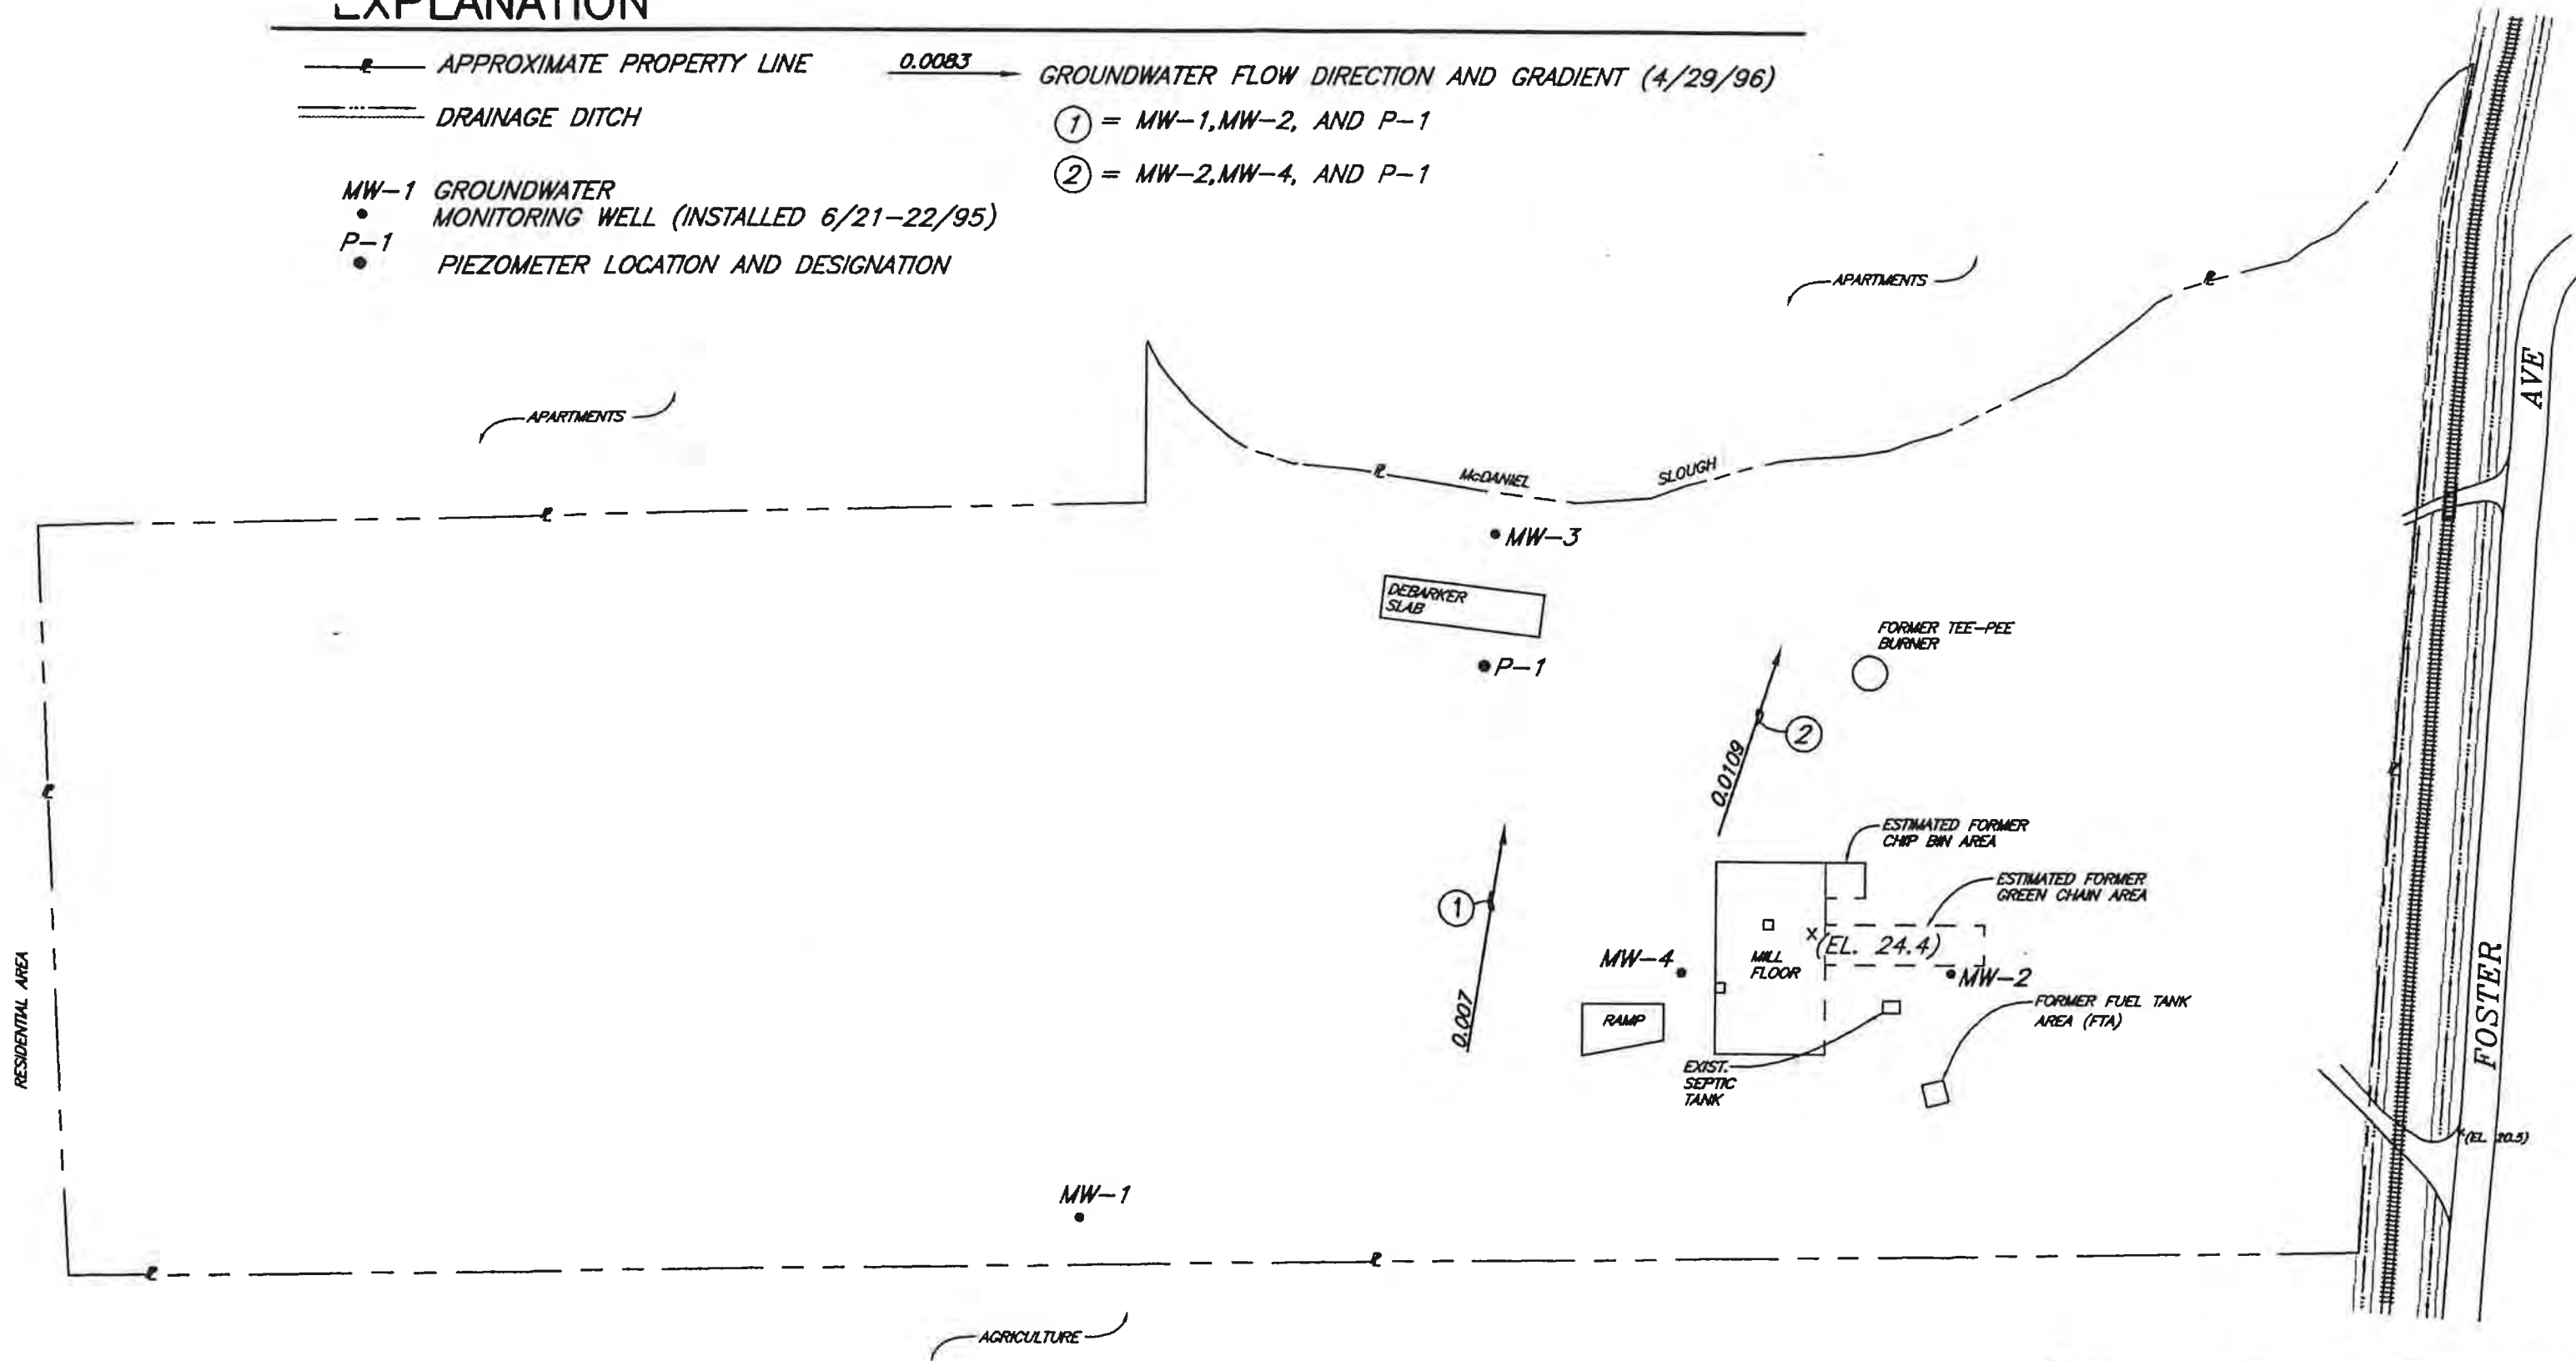 EXPLANATION
APPROXIMATE PROPERTY LINE
DRAINAGE DITCH
MW-1 GROUNDWATER
MONITORING WELL (INSTALLED 6/21-22/95)
P-1
PIEZOMETER LOCATION AND DESIGNATION
0.0083
GROUNDWATER FLOW DIRECTION AND GRADIENT (4/29/96)
1 = MW-1,MW-2, AND P-1
2 = MW-2,MW-4, AND P-1
APARTMENTS
APARTMENTS
McDANIEL
SLOUGH
MW-3
DEBARKER
SLAB
P-1
FORMER TEE-PEE
BURNER
2
0.0109
ESTIMATED FORMER
CHIP BIN AREA
ESTIMATED FORMER
GREEN CHAIN AREA
1
0.007
(EL. 24.4)
MW-4
MILL
FLOOR
MW-2
RAMP
FORMER FUEL TANK
AREA (FTA)
EXIST.
SEPTIC
TANK
MW-1
RESIDENTIAL AREA
AGRICULTURE
FOSTER AVE
(EL. 20.5)